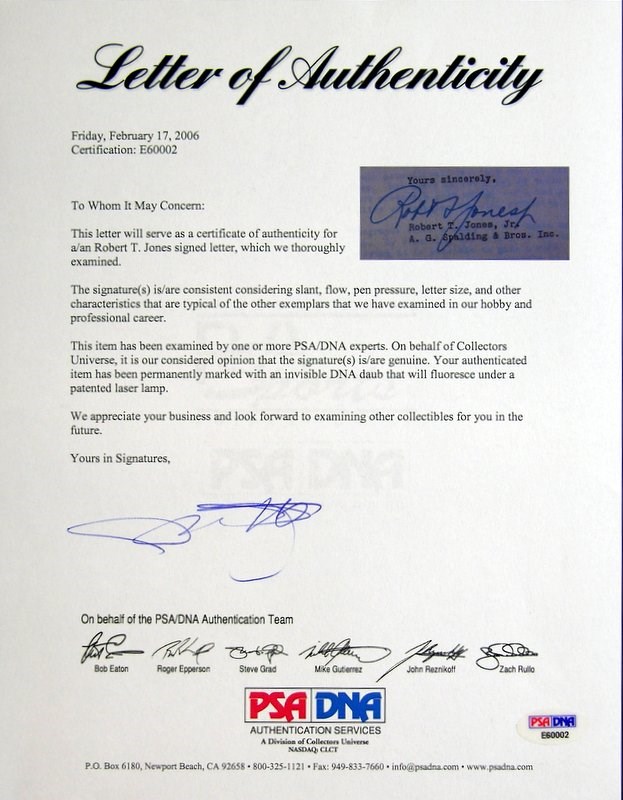 Letter of Authenticity
Friday, February 17, 2006
Certification: E60002
Yours sincerely,
Robt T Jones Jr
Robert T. Jones, Jr.
A. G. Spalding & Bros. Inc.
To Whom It May Concern:
This letter will serve as a certificate of authenticity for
a/an Robert T. Jones signed letter, which we thoroughly
examined.
The signature(s) is/are consistent considering slant, flow, pen pressure, letter size, and other
characteristics that are typical of the other exemplars that we have examined in our hobby and
professional career.
This item has been examined by one or more PSA/DNA experts. On behalf of Collectors
Universe, it is our considered opinion that the signature(s) is/are genuine. Your authenticated
item has been permanently marked with an invisible DNA daub that will fluoresce under a
patented laser lamp.
We appreciate your business and look forward to examining other collectibles for you in the
future.
Yours in Signatures,
PSA DNA
On behalf of the PSA/DNA Authentication Team
Bob Eaton Roger Epperson Steve Grad Mike Gutierrez John Reznikoff Zach Rullo
PSA DNA
AUTHENTICATION SERVICES
A Division of Collectors Universe
NASDAQ: CLCT
PSA DNA
E60002
P.O. Box 6180, Newport Beach, CA 92658 • 800-325-1121 • Fax: 949-833-7660 • info@psadna.com • www.psadna.com